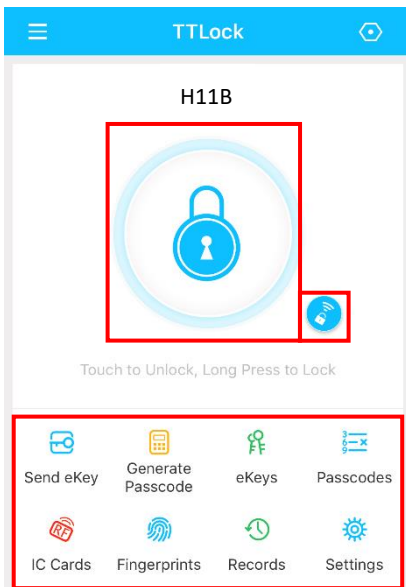 TTLock
H11B
Touch to Unlock, Long Press to Lock
Send eKey
Generate
Passcode
eKeys
Passcodes
IC Cards
Fingerprints
Records
Settings